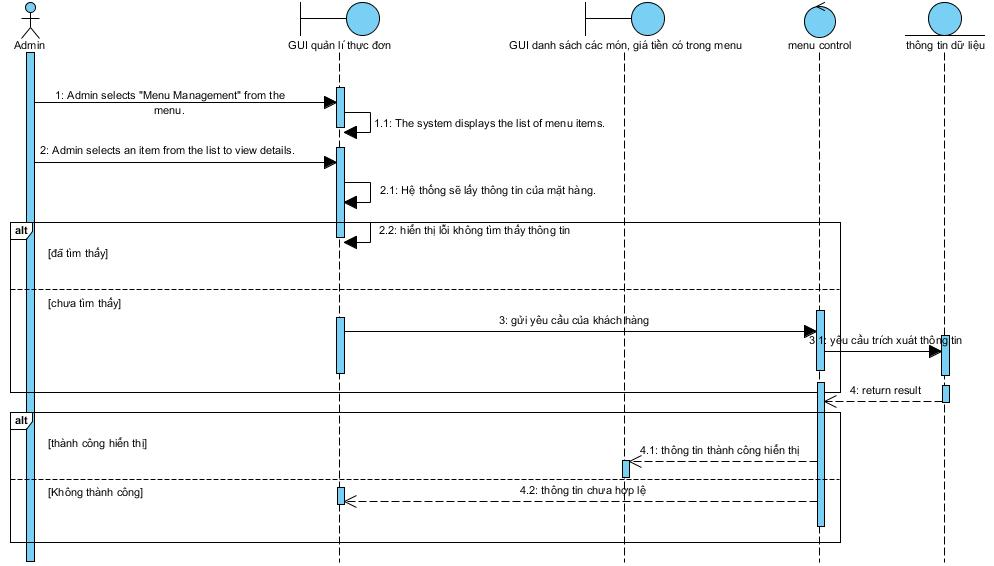 Admin
GUI quản lí thực đơn
GUI danh sách các món, giá tiền có trong menu
menu control
thông tin dữ liệu
1: Admin selects "Menu Management" from the
menu.
1.1: The system displays the list of menu items.
2: Admin selects an item from the list to view details.
2.1: Hệ thống sẽ lấy thông tin của mặt hàng.
alt
2.2: hiển thị lỗi không tìm thấy thông tin
[đã tìm thấy]
[chưa tìm thấy]
3: gửi yêu cầu của khách hàng
3.1: yêu cầu trích xuát thông tin
4: return result
alt
[thành công hiển thị]
4.1: thông tin thành công hiển thị
[Không thành công]
4.2: thông tin chưa hợp lệ